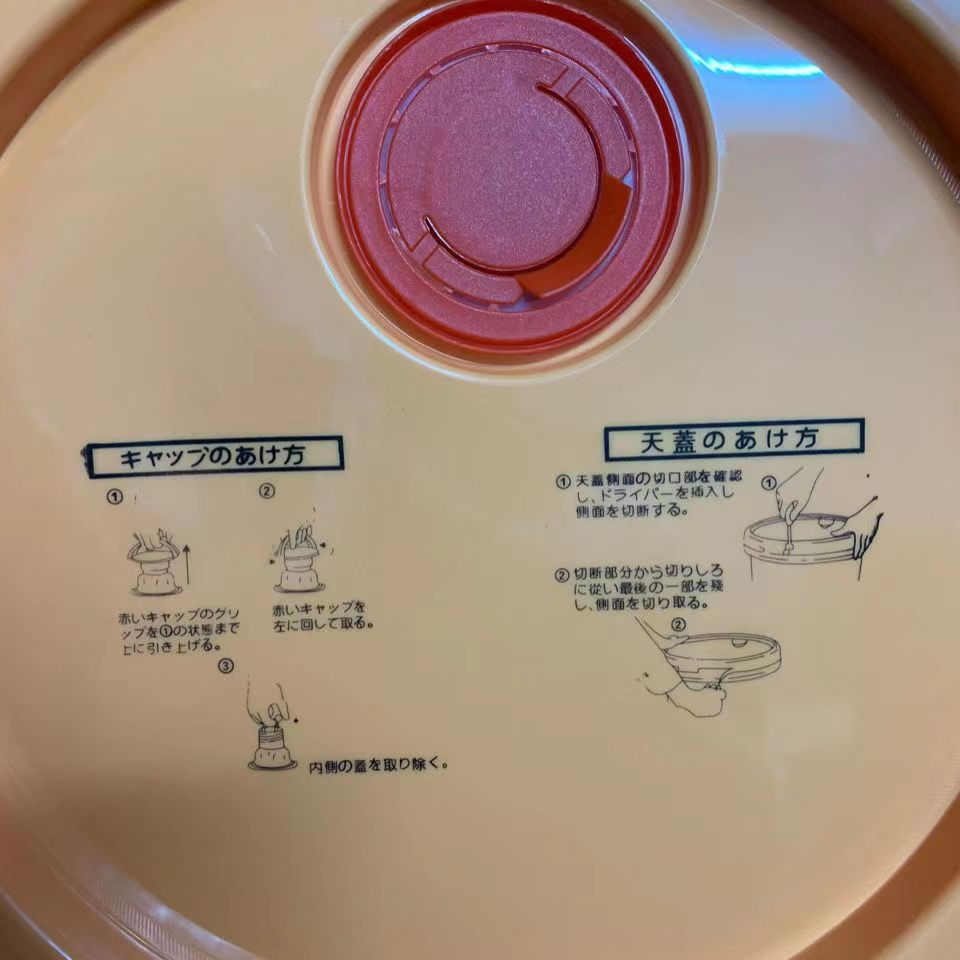 キャップのあけ方
①
②
赤いキャップのグリ
ップを①の状態まで
上に引き上げる。
赤いキャップを
左に回して取る。
③
内側の蓋を取り除く。
天蓋のあけ方
①天蓋側面の切口部を確認
し、ドライバーを挿入し
側面を切断する。
①
②切断部分から切りしろ
に従い最後の一部を残
し、側面を切り取る。
②